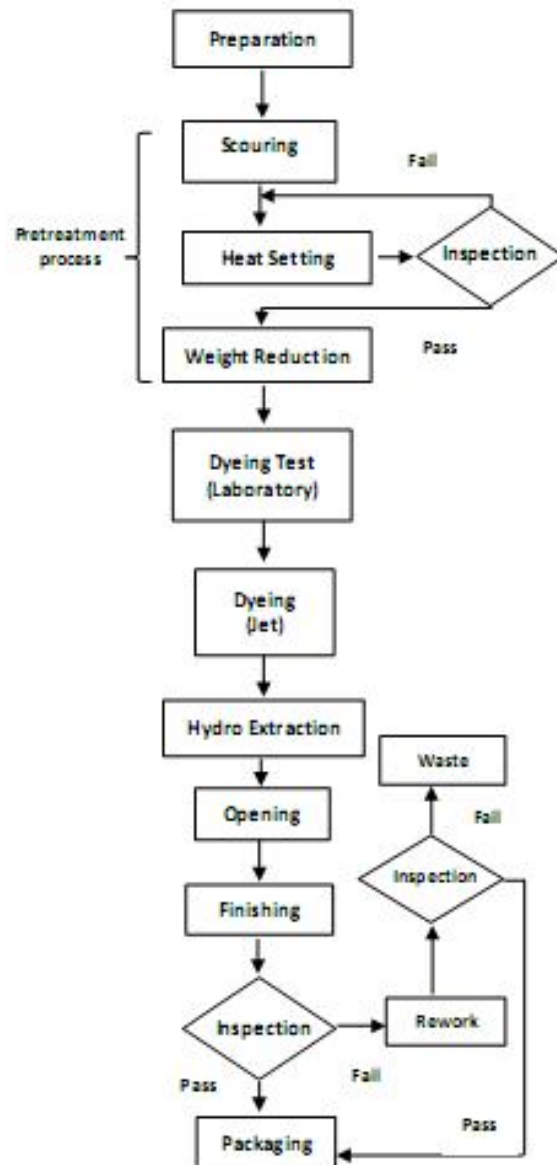 Preparation
Scouring
Fail
Pretreatment
process
Heat Setting
Inspection
Pass
Weight Reduction
Dyeing Test
(Laboratory)
Dyeing
(Jet)
Hydro Extraction
Waste
Opening
Fail
Inspection
Finishing
Inspection
Rework
Pass
Fail
Pass
Packaging